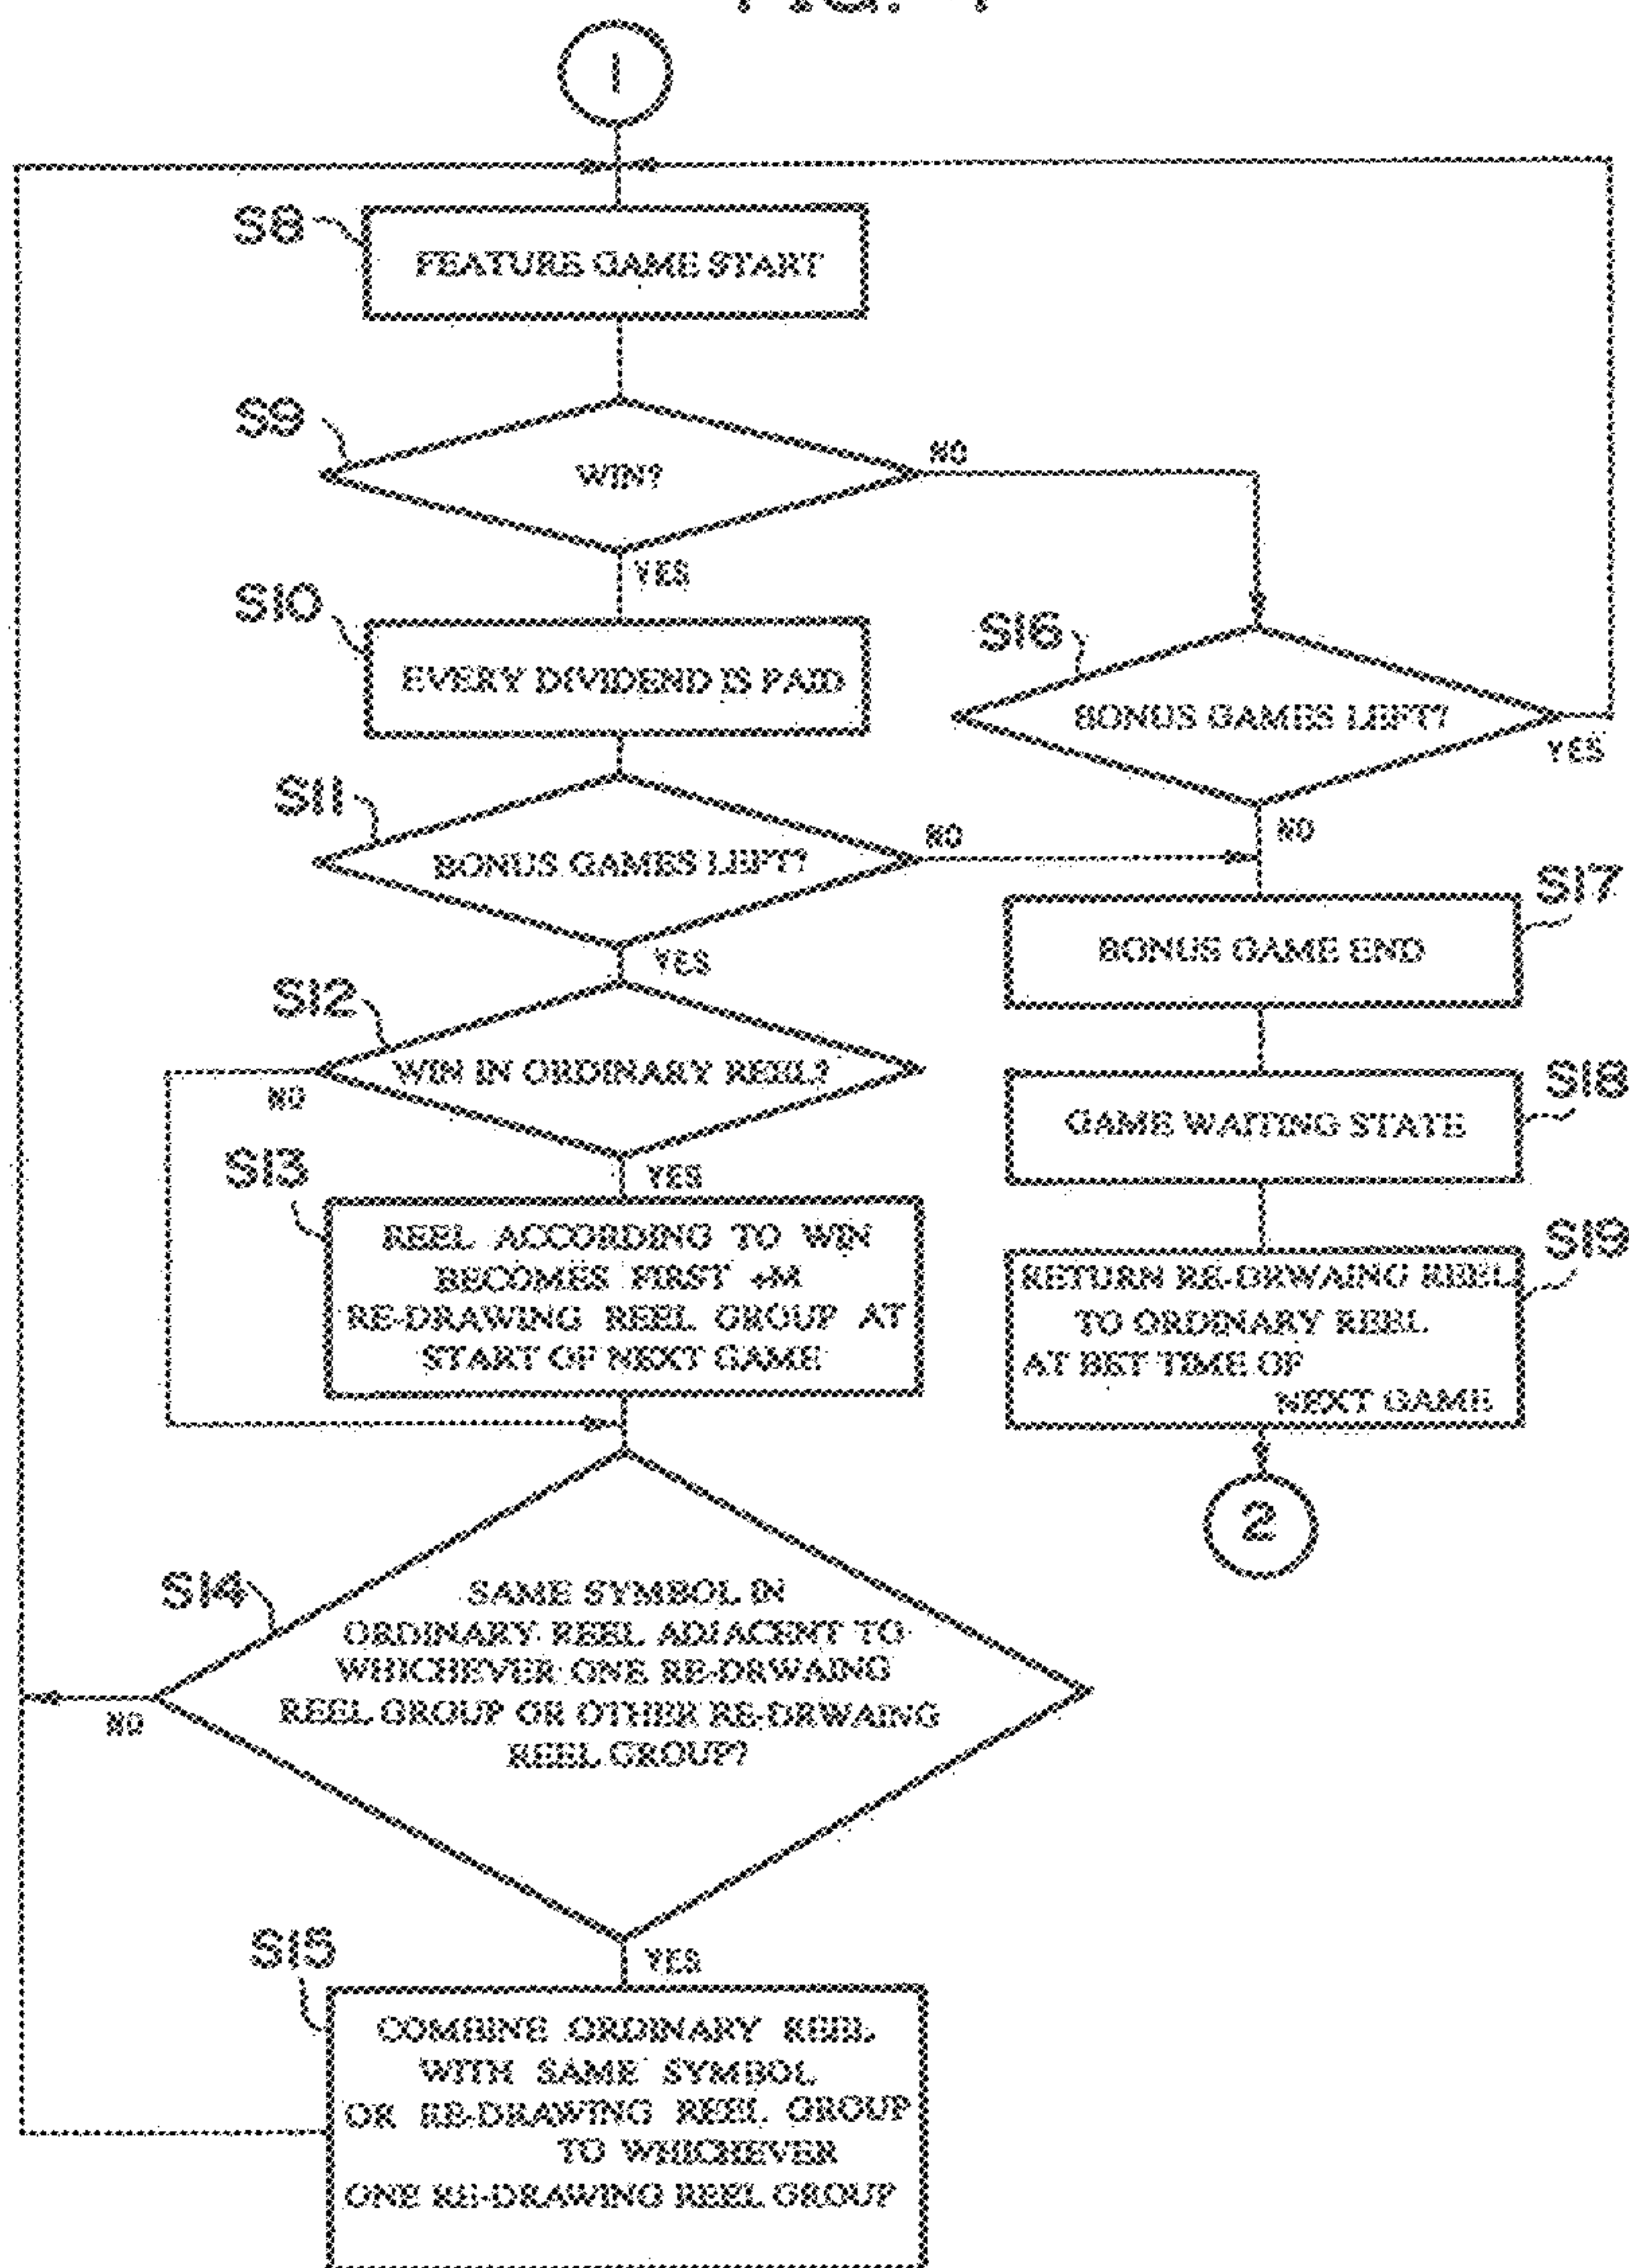 1
S8
FEATURE GAME START
S9
WIN?
NO
YES
S10
EVERY DIVIDEND IS PAID
S16
BONUS GAMES LEFT?
YES
NO
S11
BONUS GAMES LEFT?
NO
YES
S17
BONUS GAME END
S12
WIN IN ORDINARY REEL?
NO
YES
S18
GAME WAITING STATE
S13
REEL ACCORDING TO WIN
BECOMES FIRST +M
RE-DRAWING REEL GROUP AT
START OF NEXT GAME
S19
RETURN RE-DRWAING REEL
TO ORDINARY REEL
AT BET TIME OF
NEXT GAME
2
S14
SAME SYMBOL IN
ORDINARY REEL ADJACENT TO
WHICHEVER ONE RE-DRWAING
REEL GROUP OR OTHER RE-DRWAING
REEL GROUP?
NO
YES
S15
COMBINE ORDINARY REEL
WITH SAME SYMBOL
OR RE-DRAWING REEL GROUP
TO WHICHEVER
ONE RE-DRAWING REEL GROUP